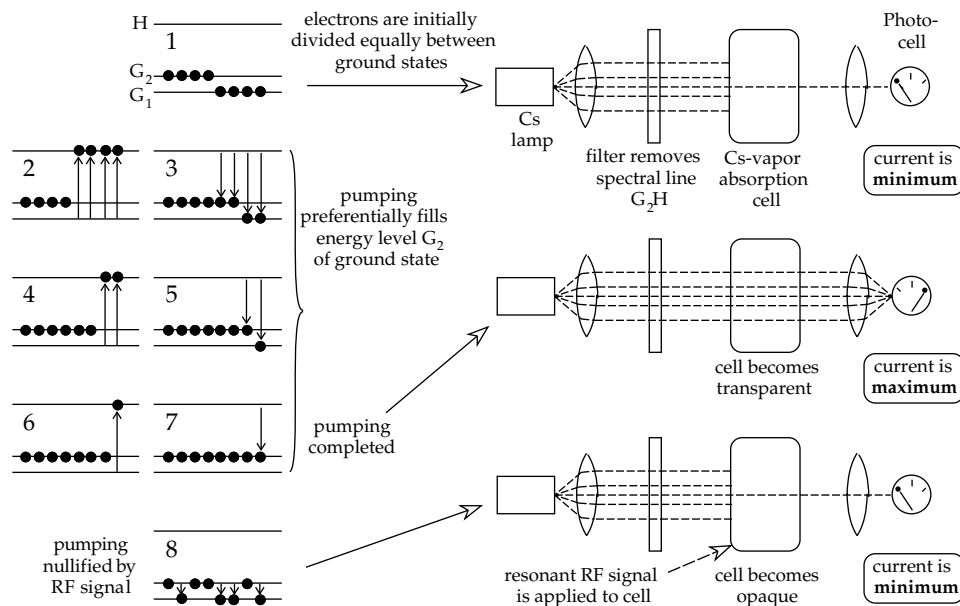 H
1
G2
G1
electrons are initially
divided equally between
ground states
Cs
lamp
filter removes
spectral line
G2H
Cs-vapor
absorption
cell
Photo-
cell
current is
minimum
2
3
4
5
6
7
pumping
preferentially fills
energy level G2
of ground state
pumping
completed
cell becomes
transparent
current is
maximum
pumping
nullified by
RF signal
8
resonant RF signal
is applied to cell
cell becomes
opaque
current is
minimum